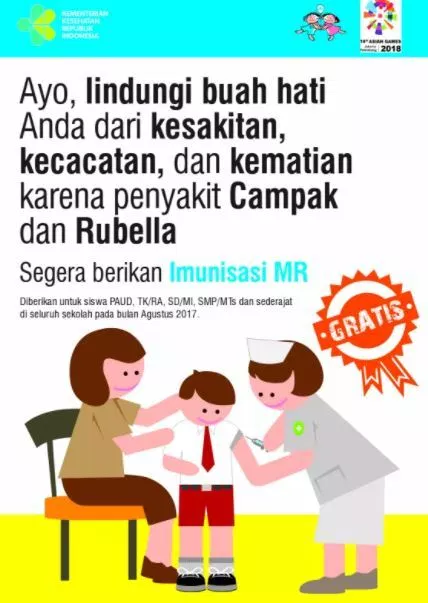 KEMENTERIAN
KESEHATAN
REPUBLIK
INDONESIA
18th ASIAN GAMES
Jakarta
Palembang 2018
Ayo, lindungi buah hati
Anda dari kesakitan,
kecacatan, dan kematian
karena penyakit Campak
dan Rubella
Segera berikan Imunisasi MR
Diberikan untuk siswa PAUD, TK/RA, SD/MI, SMP/MTs dan sederajat
di seluruh sekolah pada bulan Agustus 2017.
GRATIS